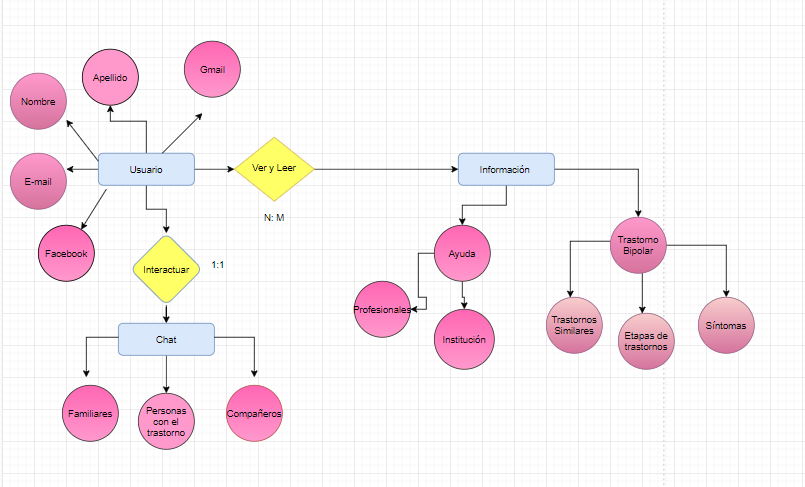 Gmail
Apellido
Nombre
Usuario
Ver y Leer
Información
E-mail
N: M
Facebook
Interactuar
1:1
Ayuda
Trastorno
Bipolar
Profesionales
Institución
Trastornos
Similares
Etapas de
trastornos
Síntomas
Chat
Familiares
Personas
con el
trastorno
Compañeros